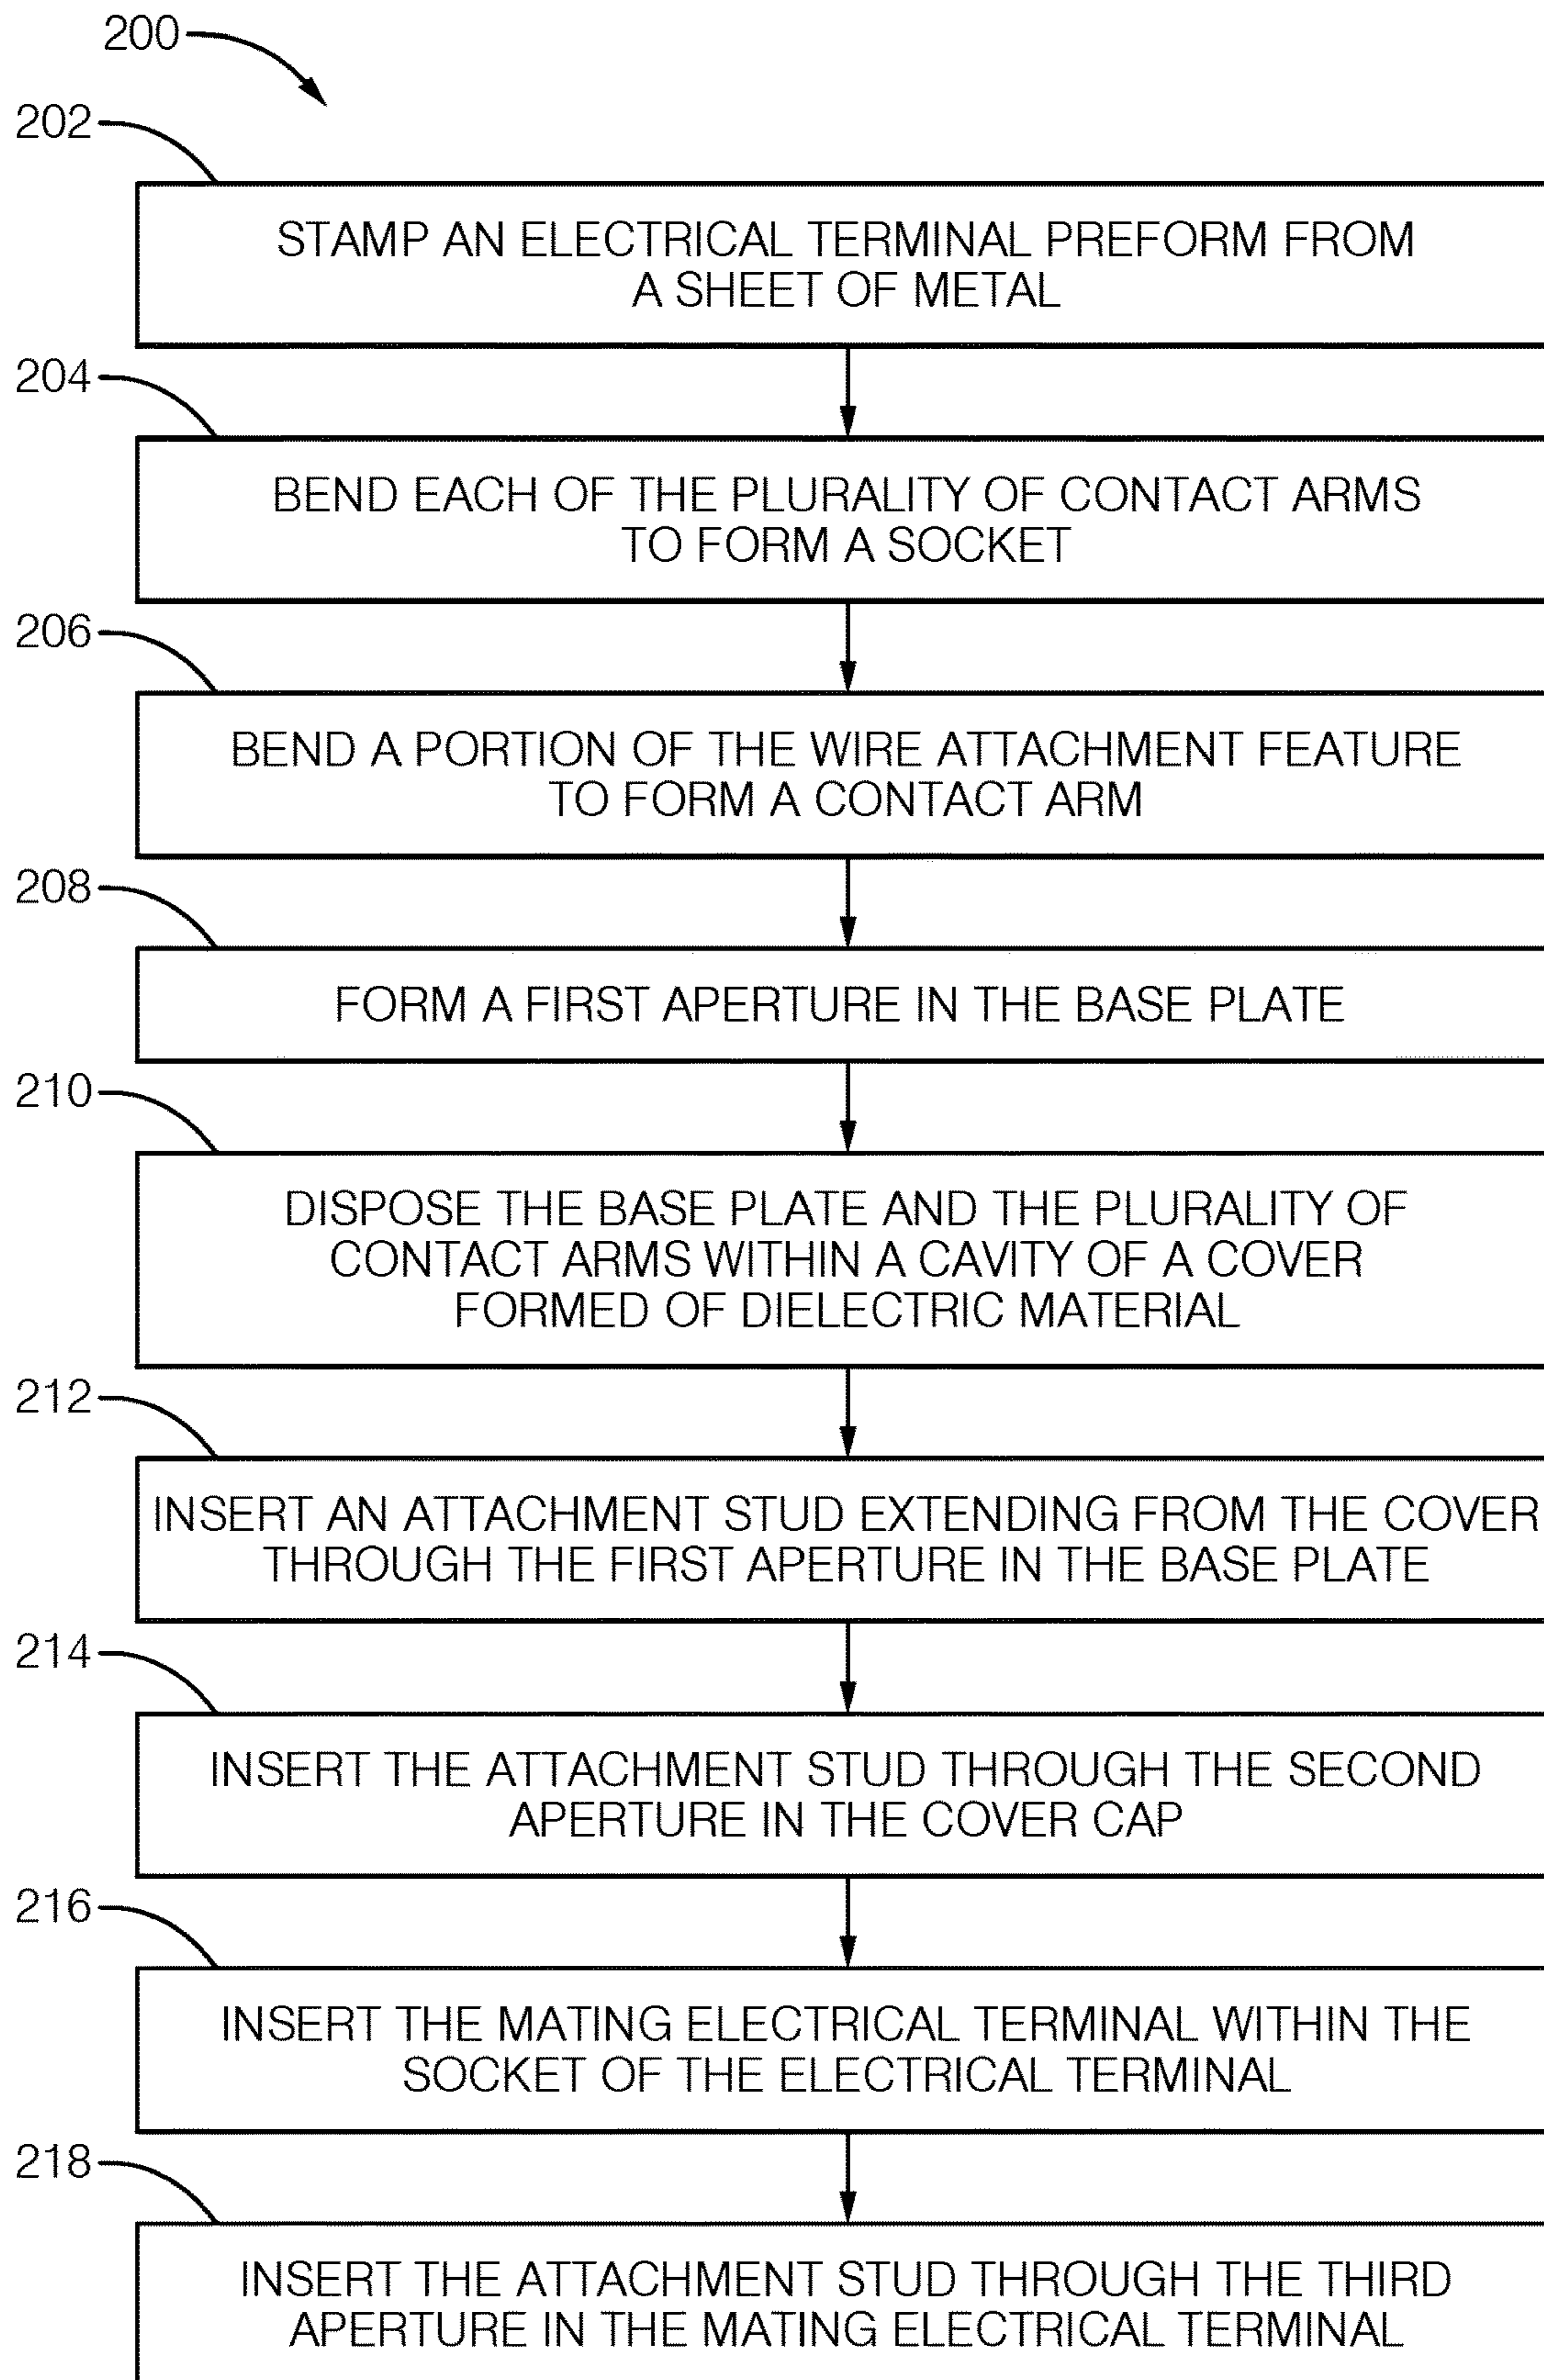 200
202
STAMP AN ELECTRICAL TERMINAL PREFORM FROM
A SHEET OF METAL
204
BEND EACH OF THE PLURALITY OF CONTACT ARMS
TO FORM A SOCKET
206
BEND A PORTION OF THE WIRE ATTACHMENT FEATURE
TO FORM A CONTACT ARM
208
FORM A FIRST APERTURE IN THE BASE PLATE
210
DISPOSE THE BASE PLATE AND THE PLURALITY OF
CONTACT ARMS WITHIN A CAVITY OF A COVER
FORMED OF DIELECTRIC MATERIAL
212
INSERT AN ATTACHMENT STUD EXTENDING FROM THE COVER
THROUGH THE FIRST APERTURE IN THE BASE PLATE
214
INSERT THE ATTACHMENT STUD THROUGH THE SECOND
APERTURE IN THE COVER CAP
216
INSERT THE MATING ELECTRICAL TERMINAL WITHIN THE
SOCKET OF THE ELECTRICAL TERMINAL
218
INSERT THE ATTACHMENT STUD THROUGH THE THIRD
APERTURE IN THE MATING ELECTRICAL TERMINAL